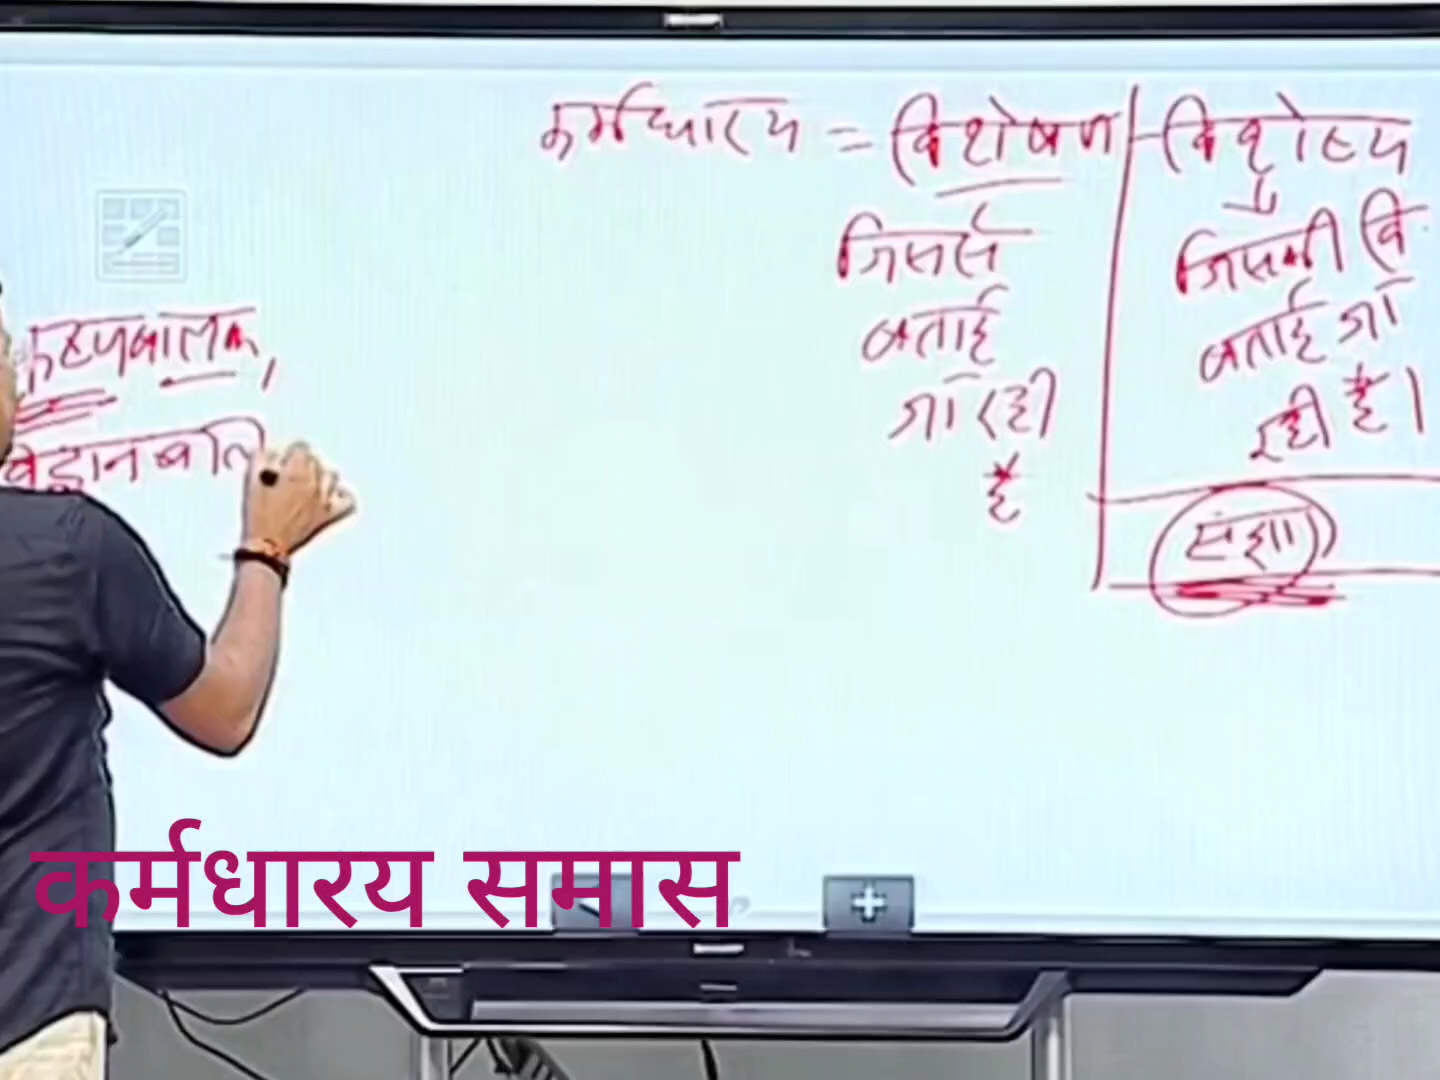 कर्मधारय = विशेषण - विशेष्य
जिससे
बताई
जा रही
है
जिसकी वि.
बताई जा
रही है।
संज्ञा
कृष्णबालक,
विद्वानबालि
कर्मधारय समास